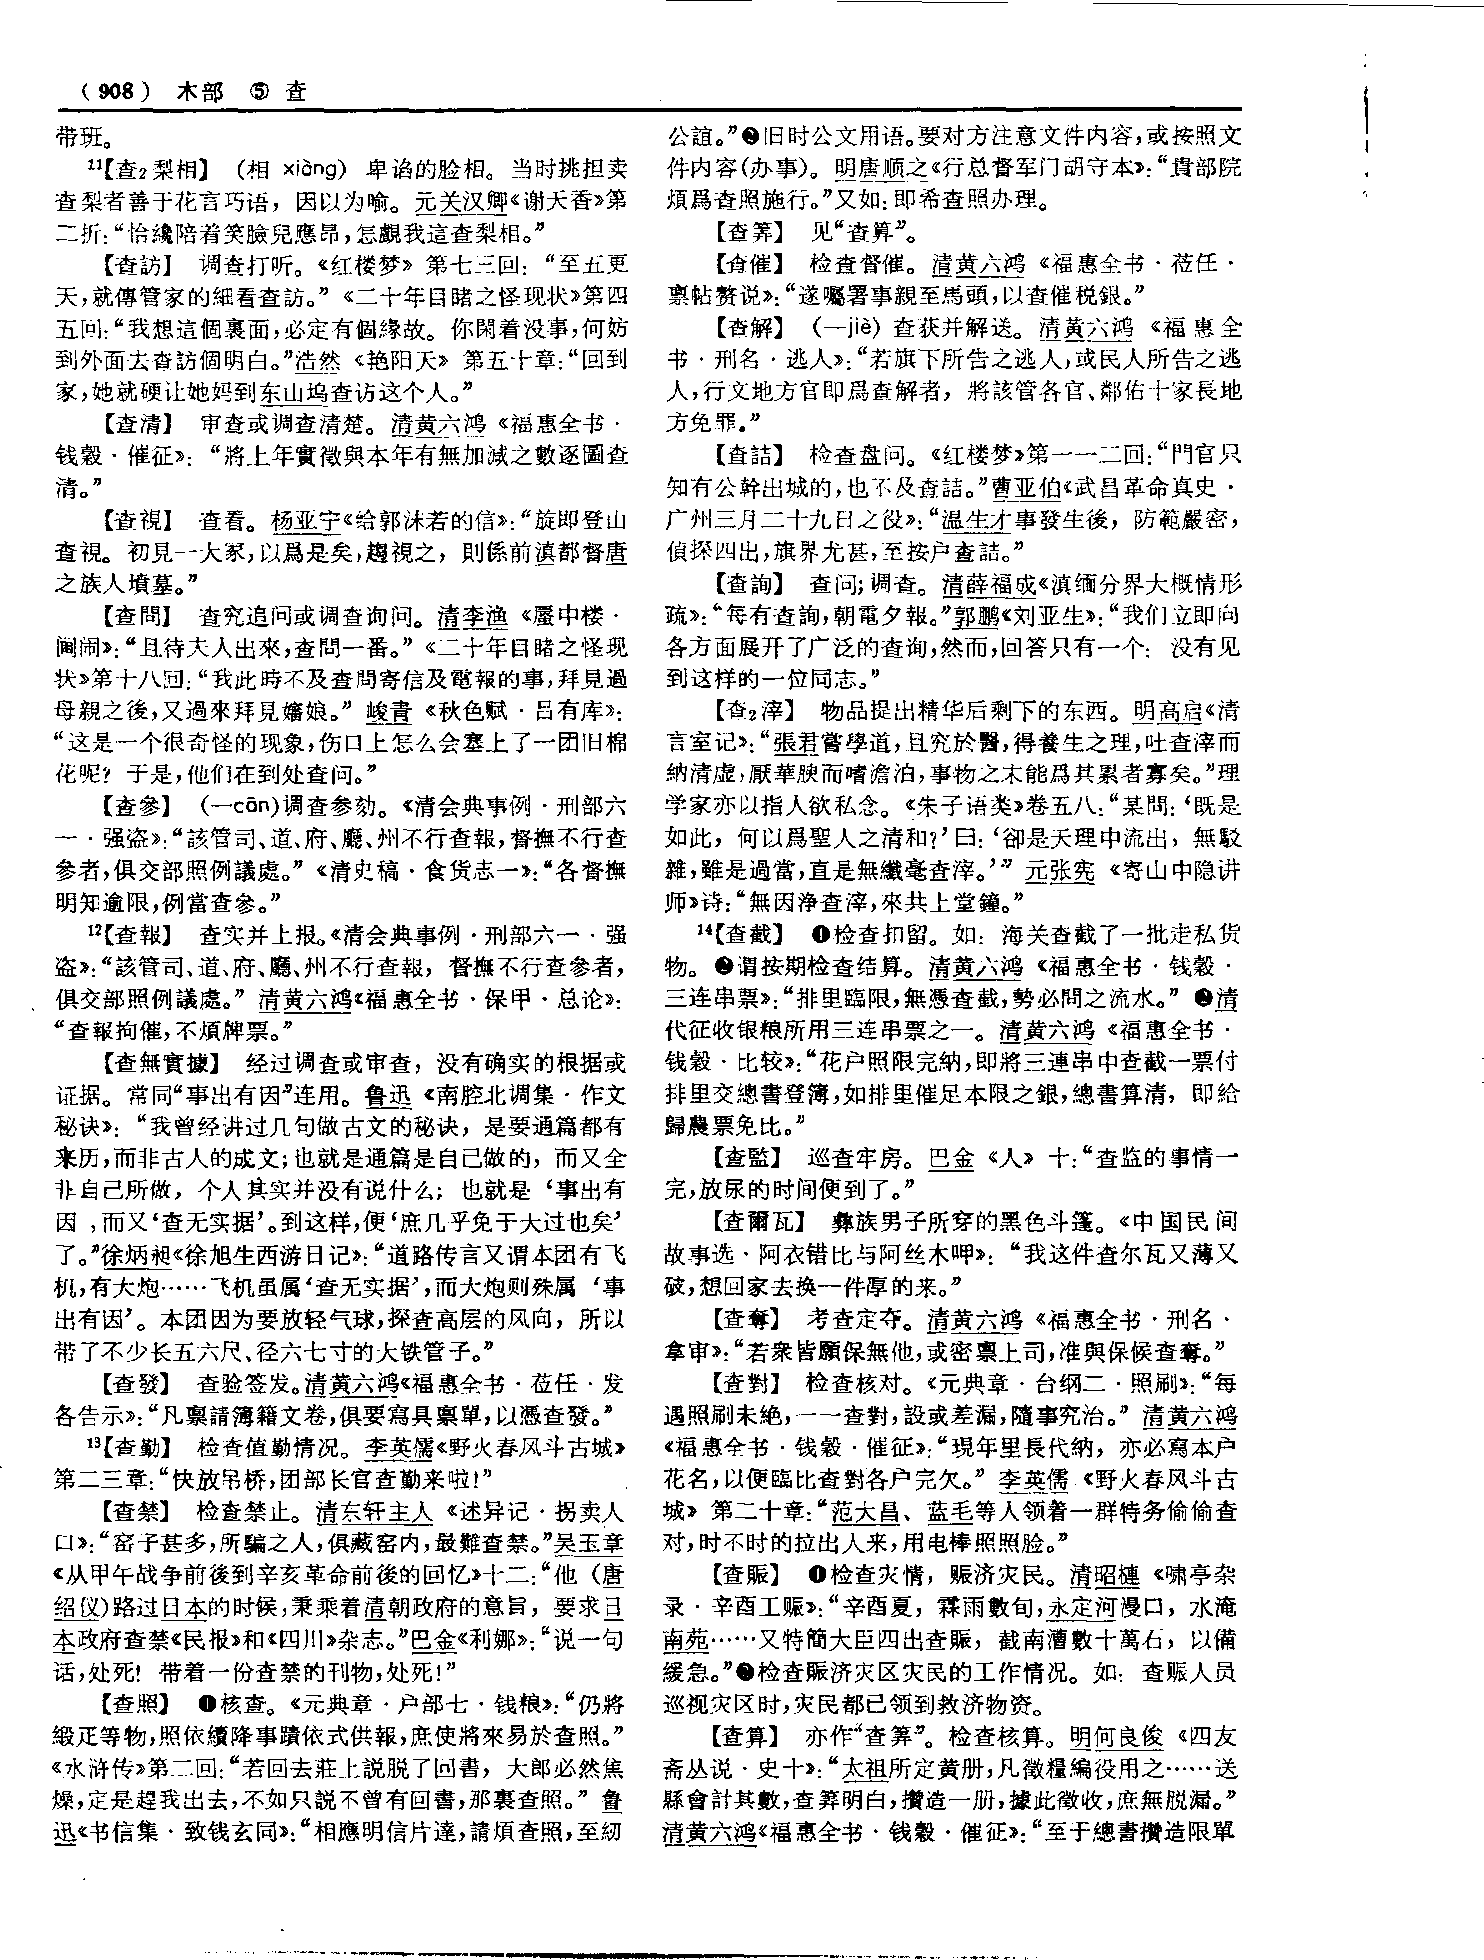 （908） 木部 ⑤ 查
带班。
11【查2梨相】 （相 xiàng） 卑谄的脸相。当时挑担卖
查梨者善于花言巧语，因以为喻。元关汉卿《谢天香》第
二折：“恰纔陪着笑臉兒應昂，怎覷我這查梨相。”
【查訪】 调查打听。《红楼梦》第七三回：“至五更
天，就傳管家的細看查訪。”《二十年目睹之怪现状》第四
五回：“我想這個裏面，必定有個緣故。你閑着没事，何妨
到外面去查訪個明白。”浩然《艳阳天》第五十章：“回到
家，她就硬让她妈到东山坞查访这个人。”
【查清】 审查或调查清楚。清黄六鸿《福惠全书·
钱穀·催征》：“將上年實徵與本年有無加減之數逐圖查
清。”
【查視】 查看。杨亚宁《给郭沫若的信》：“旋即登山
查視。初見一大冢，以爲是矣，趨視之，則係前滇都督唐
之族人墳墓。”
【查問】 查究追问或调查询问。清李渔《蜃中楼·
阃闹》：“且待夫人出來，查問一番。”《二十年目睹之怪现
状》第十八回：“我此時不及查問寄信及電報的事，拜見過
母親之後，又過來拜見嬸娘。”峻青《秋色赋·吕有库》：
“这是一个很奇怪的现象，伤口上怎么会塞上了一团旧棉
花呢？于是，他们在到处查问。”
【查參】 （—cān）调查参劾。《清会典事例·刑部六
一·强盗》：“該管司、道、府、廳、州不行查報，督撫不行查
參者，俱交部照例議處。”《清史稿·食货志一》：“各督撫
明知逾限，例當查參。”
12【查報】 查实并上报。《清会典事例·刑部六一·强
盗》：“該管司、道、府、廳、州不行查報，督撫不行查參者，
俱交部照例議處。”清黄六鸿《福惠全书·保甲·总论》：
“查報拘催，不煩牌票。”
【查無實據】 经过调查或审查，没有确实的根据或
证据。常同“事出有因”连用。鲁迅《南腔北调集·作文
秘诀》：“我曾经讲过几句做古文的秘诀，是要通篇都有
来历，而非古人的成文；也就是通篇是自己做的，而又全
非自己所做，个人其实并没有说什么；也就是‘事出有
因 ，而又‘查无实据’。到这样，便‘庶几乎免于大过也矣’
了。”徐炳昶《徐旭生西游日记》：“道路传言又谓本团有飞
机，有大炮……飞机虽属‘查无实据’，而大炮则殊属‘事
出有因’。本团因为要放轻气球，探查高层的风向，所以
带了不少长五六尺、径六七寸的大铁管子。”
【查發】 查验签发。清黄六鸿《福惠全书·莅任·发
各告示》：“凡禀請簿籍文卷，俱要寫具禀單，以憑查發。”
13【查勤】 检查值勤情况。李英儒《野火春风斗古城》
第二三章：“快放吊桥，团部长官查勤来啦！”
【查禁】 检查禁止。清东轩主人《述异记·拐卖人
口》：“窑子甚多，所騙之人，俱藏窑内，最難查禁。”吴玉章
《从甲午战争前後到辛亥革命前後的回忆》十二：“他（唐
绍仪）路过日本的时候，秉乘着清朝政府的意旨，要求日
本政府查禁《民报》和《四川》杂志。”巴金《利娜》：“说一句
话，处死！带着一份查禁的刊物，处死！”
【查照】 ❶核查。《元典章·户部七·钱粮》：“仍將
緞疋等物，照依續降事蹟依式供報，庶使將來易於查照。”
《水浒传》第二回：“若回去莊上説脱了回書，大郎必然焦
燥，定是趕我出去，不如只説不曾有回書，那裏查照。”鲁
迅《书信集·致钱玄同》：“相應明信片達，請煩查照，至紉
公誼。”❷旧时公文用语。要对方注意文件内容，或按照文
件内容（办事）。明唐顺之《行总督军门胡守本》：“貴部院
煩爲查照施行。”又如：即希查照办理。
【查筭】 见“查算”。
【查催】 检查督催。清黄六鸿《福惠全书·莅任·
禀帖赘说》：“遂囑署事親至馬頭，以查催税銀。”
【查解】 （—jiè）查获并解送。清黄六鸿《福惠全
书·刑名·逃人》：“若旗下所告之逃人，或民人所告之逃
人，行文地方官即爲查解者，將該管各官、鄰佑十家長地
方免罪。”
【查詰】 检查盘问。《红楼梦》第一一二回：“門官只
知有公幹出城的，也不及查詰。”曹亚伯《武昌革命真史·
广州三月二十九日之役》：“温生才事發生後，防範嚴密，
偵探四出，旗界尤甚，至按户查詰。”
【查詢】 查问；调查。清薛福成《滇缅分界大概情形
疏》：“每有查詢，朝電夕報。”郭鹏《刘亚生》：“我们立即向
各方面展开了广泛的查询，然而，回答只有一个：没有见
到这样的一位同志。”
【查2滓】 物品提出精华后剩下的东西。明高启《清
言室记》：“張君嘗學道，且究於醫，得養生之理，吐查滓而
納清虚，厭華腴而嗜澹泊，事物之末能爲其累者寡矣。”理
学家亦以指人欲私念。《朱子语类》卷五八：“某問：‘既是
如此，何以爲聖人之清和？’曰：‘卻是天理中流出，無駁
雜，雖是過當，直是無纖毫查滓。’”元张宪《寄山中隐讲
师》诗：“無因浄查滓，來共上堂鐘。”
14【查截】 ❶检查扣留。如：海关查截了一批走私货
物。❷谓按期检查结算。清黄六鸿《福惠全书·钱穀·
三连串票》：“排里臨限，無憑查截，勢必問之流水。”❸清
代征收银粮所用三连串票之一。清黄六鸿《福惠全书·
钱穀·比较》：“花户照限完納，即將三連串中查截一票付
排里交總書登簿，如排里催足本限之銀，總書算清，即給
歸農票免比。”
【查監】 巡查牢房。巴金《人》十：“查监的事情一
完，放尿的时间便到了。”
【查爾瓦】 彝族男子所穿的黑色斗篷。《中国民间
故事选·阿衣错比与阿丝木呷》：“我这件查尔瓦又薄又
破，想回家去换一件厚的来。”
【查奪】 考查定夺。清黄六鸿《福惠全书·刑名·
拿审》：“若衆皆願保無他，或密禀上司，准與保候查奪。”
【查對】 检查核对。《元典章·台纲二·照刷》：“每
遇照刷未絶，一一查對，設或差漏，隨事究治。”清黄六鸿
《福惠全书·钱穀·催征》：“現年里長代納，亦必寫本户
花名，以便臨比查對各户完欠。”李英儒《野火春风斗古
城》第二十章：“范大昌、蓝毛等人领着一群特务偷偷查
对，时不时的拉出人来，用电棒照照脸。”
【查賑】 ❶检查灾情，赈济灾民。清昭槤《啸亭杂
录·辛酉工赈》：“辛酉夏，霖雨數旬，永定河漫口，水淹
南苑……又特簡大臣四出查賑，截南漕數十萬石，以備
緩急。”❷检查赈济灾区灾民的工作情况。如：查赈人员
巡视灾区时，灾民都已领到救济物资。
【查算】 亦作“查筭”。检查核算。明何良俊《四友
斋丛说·史十》：“太祖所定黄册，凡徵糧編役用之……送
縣會計其數，查筭明白，攢造一册，據此徵收，庶無脱漏。”
清黄六鸿《福惠全书·钱穀·催征》：“至于總書攢造限單